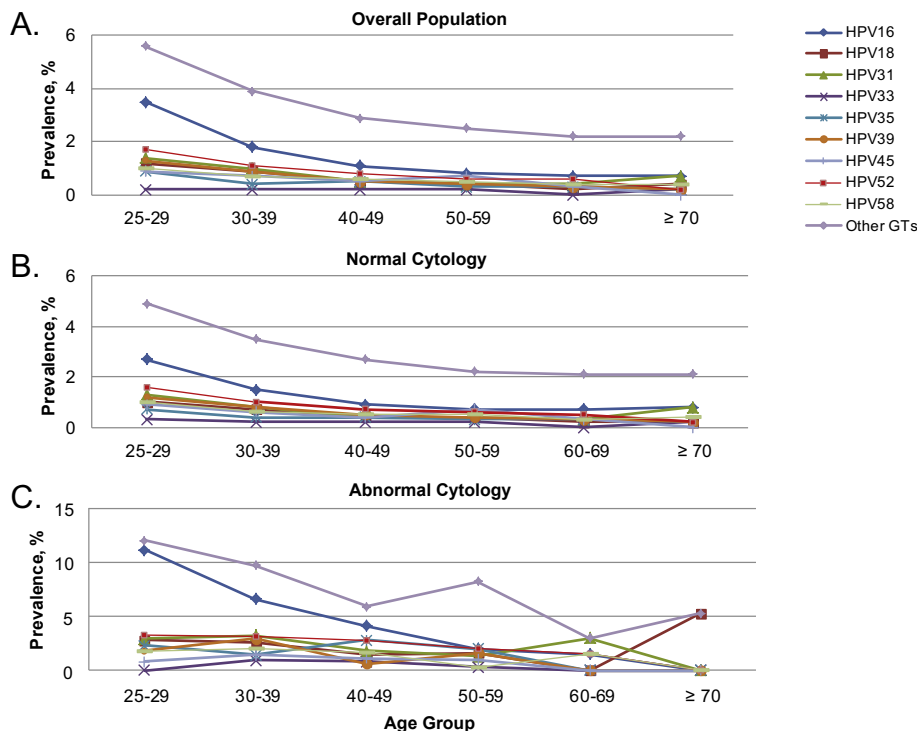 A.
Overall Population
Prevalence, %
6
4
2
0
25-29 30-39 40-49 50-59 60-69 ≥ 70
HPV16
HPV18
HPV31
HPV33
HPV35
HPV39
HPV45
HPV52
HPV58
Other GTs
B.
Normal Cytology
Prevalence, %
6
4
2
0
25-29 30-39 40-49 50-59 60-69 ≥ 70
C.
Abnormal Cytology
Prevalence, %
15
10
5
0
25-29 30-39 40-49 50-59 60-69 ≥ 70
Age Group